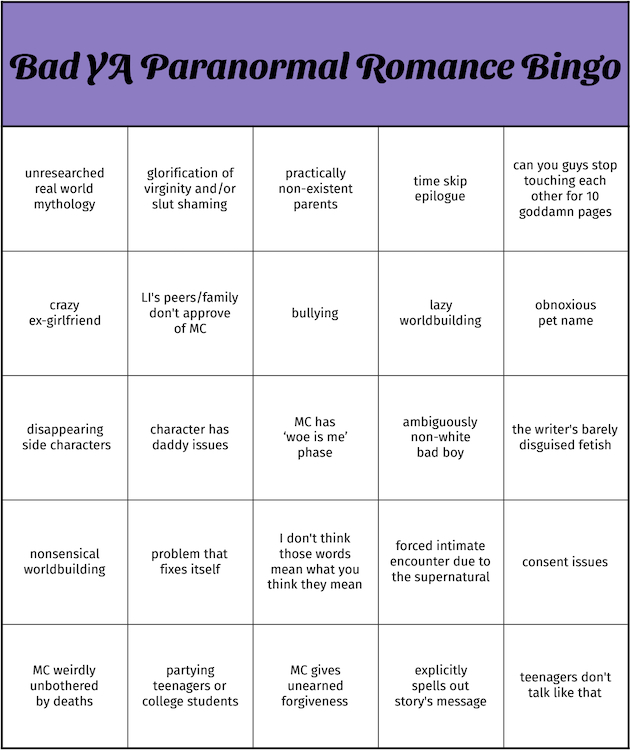 Bad YA Paranormal Romance Bingo
unresearched
real world
mythology
glorification of
virginity and/or
slut shaming
practically
non-existent
parents
time skip
epilogue
can you guys stop
touching each
other for 10
goddamn pages
crazy
ex-girlfriend
LI's peers/family
don't approve
of MC
bullying
lazy
worldbuilding
obnoxious
pet name
disappearing
side characters
character has
daddy issues
MC has
‘woe is me’
phase
ambiguously
non-white
bad boy
the writer's barely
disguised fetish
nonsensical
worldbuilding
problem that
fixes itself
I don't think
those words
mean what you
think they mean
forced intimate
encounter due to
the supernatural
consent issues
MC weirdly
unbothered
by deaths
partying
teenagers or
college students
MC gives
unearned
forgiveness
explicitly
spells out
story's message
teenagers don't
talk like that